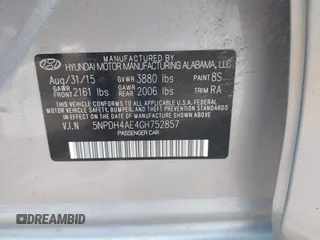 MANUFACTURED BY
HYUNDAI MOTOR MANUFACTURING ALABAMA, LLC
Aug/31/15 GVWR 3880 lbs PAINT 8S
GAWR FRONT 2161 lbs GAWR REAR 2006 lbs TRIM RA
THIS VEHICLE CONFORMS TO ALL APPLICABLE U.S.
FEDERAL MOTOR VEHICLE SAFETY, BUMPER, AND THEFT
PREVENTION STANDARDS IN EFFECT ON THE DATE OF
MANUFACTURE SHOWN ABOVE.
V.I.N 5NPDH4AE4GH752857
PASSENGER CAR
DREAMBID